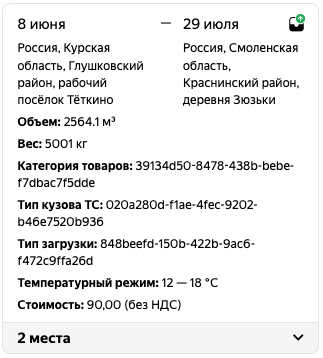 8 июня — 29 июля
Россия, Курская область, Глушковский район, рабочий посёлок Тёткино
Россия, Смоленская область, Краснинский район, деревня Зюзьки
Объем: 2564.1 м³
Вес: 5001 кг
Категория товаров: 39134d50-8478-438b-bebe-
f7dbac7f5dde
Тип кузова ТС: 020a280d-f1ae-4fec-9202-
b46e7520b936
Тип загрузки: 848beefd-150b-422b-9ac6-
f472c9ffa26d
Температурный режим: 12 — 18 °C
Стоимость: 90,00 (без НДС)
2 места